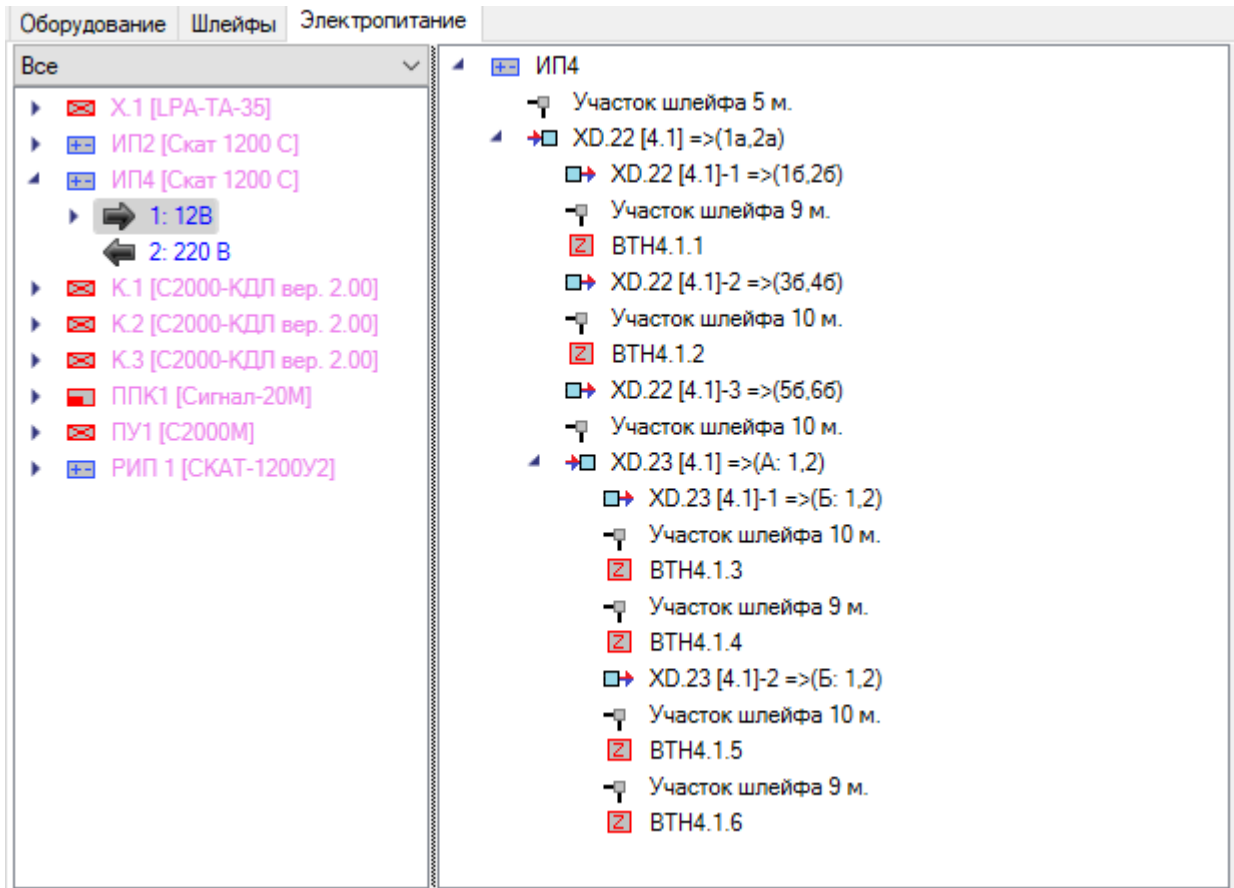 Оборудование Шлейфы Электропитание
Все
X.1 [LPA-TA-35]
ИП2 [Скат 1200 С]
ИП4 [Скат 1200 С]
1: 12В
2: 220 В
К.1 [С2000-КДЛ вер. 2.00]
К.2 [С2000-КДЛ вер. 2.00]
К.3 [С2000-КДЛ вер. 2.00]
ППК1 [Сигнал-20М]
ПУ1 [С2000М]
РИП 1 [СКАТ-1200У2]
ИП4
Участок шлейфа 5 м.
XD.22 [4.1] =>(1а,2а)
XD.22 [4.1]-1 =>(1б,2б)
Участок шлейфа 9 м.
ВТН4.1.1
XD.22 [4.1]-2 =>(3б,4б)
Участок шлейфа 10 м.
ВТН4.1.2
XD.22 [4.1]-3 =>(5б,6б)
Участок шлейфа 10 м.
XD.23 [4.1] =>(А: 1,2)
XD.23 [4.1]-1 =>(Б: 1,2)
Участок шлейфа 10 м.
ВТН4.1.3
Участок шлейфа 9 м.
ВТН4.1.4
XD.23 [4.1]-2 =>(Б: 1,2)
Участок шлейфа 10 м.
ВТН4.1.5
Участок шлейфа 9 м.
ВТН4.1.6